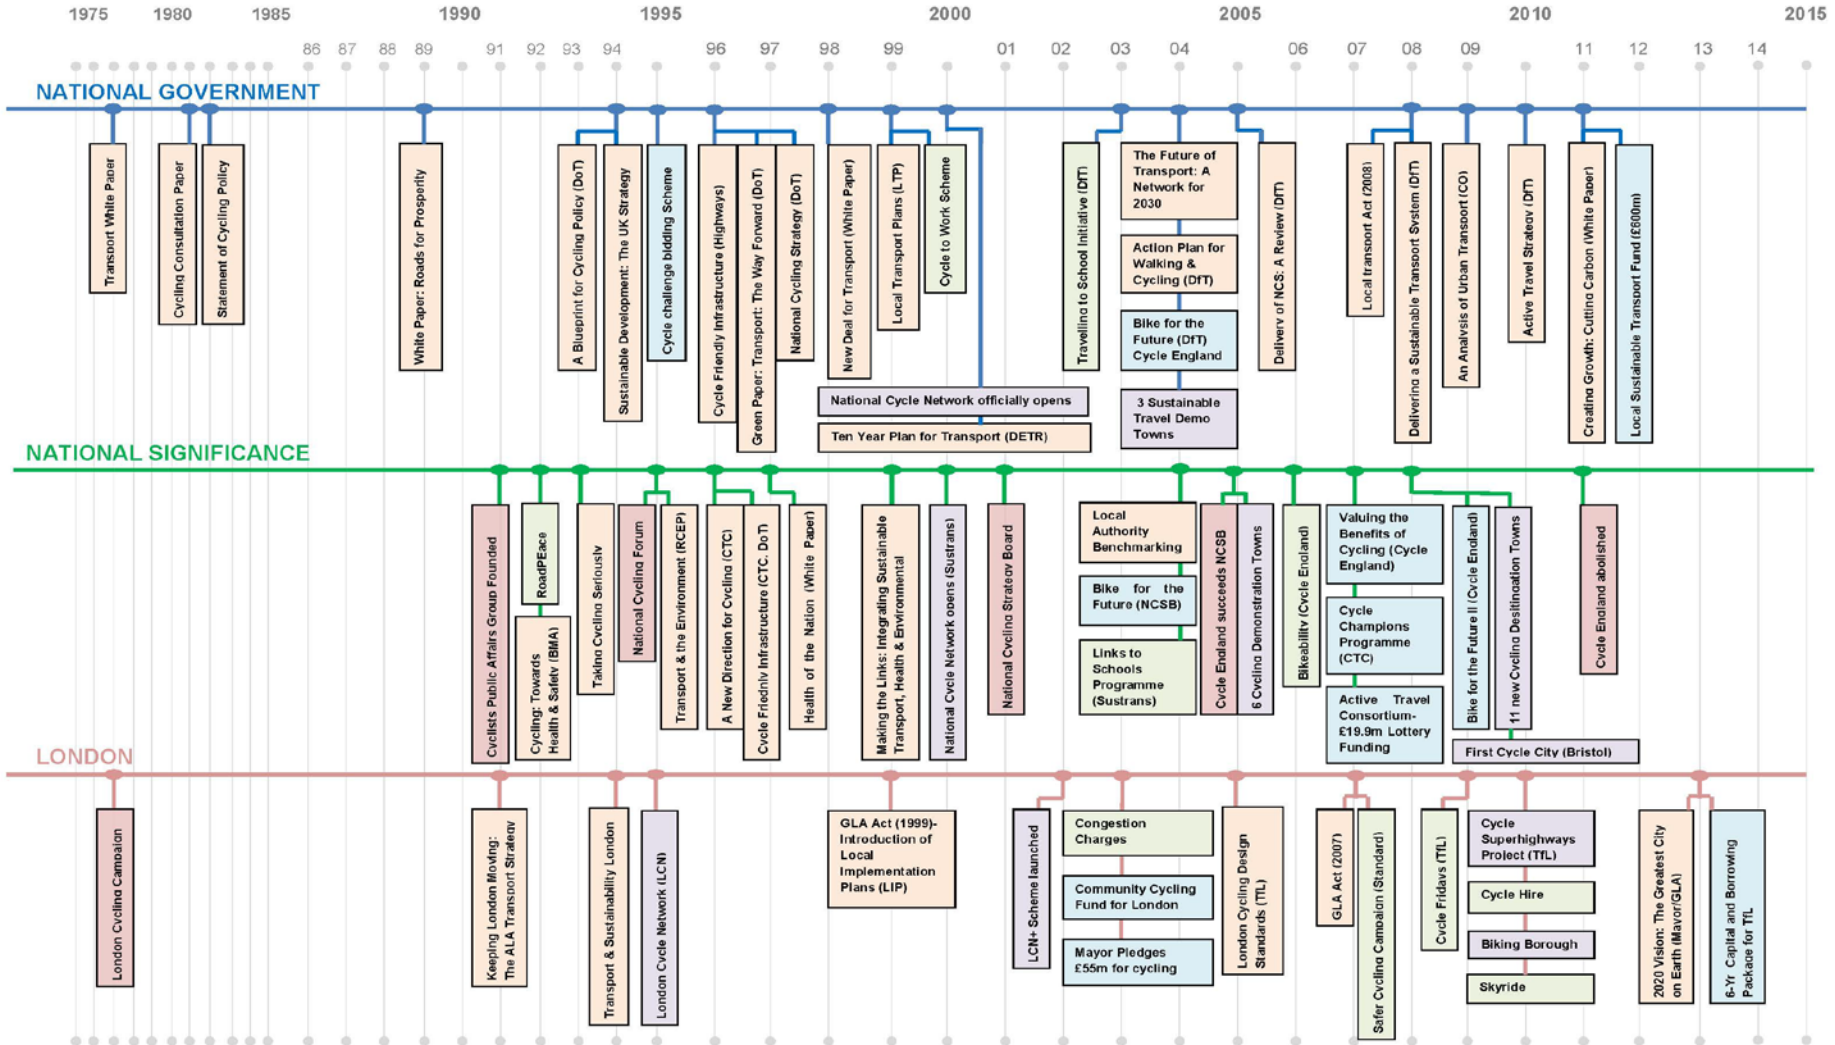 1975 1980 1985 1990 1995 2000 2005 2010 2015
86 87 88 89 91 92 93 94 96 97 98 99 01 02 03 04 06 07 08 09 11 12 13 14
NATIONAL GOVERNMENT
Transport White Paper
Cycling Consultation Paper
Statement of Cycling Policy
White Paper: Roads for Prosperity
A Blueprint for Cycling Policy (DoT)
Sustainable Development: The UK Strategy
Cycle challenge bidding Scheme
Cycle Friendly Infrastructure (Highways)
Green Paper: Transport: The Way Forward (DoT)
National Cycling Strategy (DoT)
New Deal for Transport (White Paper)
Local Transport Plans (LTP)
Cycle to Work Scheme
National Cycle Network officially opens
Ten Year Plan for Transport (DETR)
Travelling to School Initiative (DfT)
The Future of
Transport: A
Network for
2030
Action Plan for
Walking &
Cycling (DfT)
Bike for the
Future (DfT)
Cycle England
3 Sustainable
Travel Demo
Towns
Delivery of NCS: A Review (DfT)
Local transport Act (2008)
Delivering a Sustainable Transport System (DfT)
An Analysis of Urban Transport (CO)
Active Travel Strategy (DfT)
Creating Growth: Cutting Carbon (White Paper)
Local Sustainable Transport Fund (£600m)
NATIONAL SIGNIFICANCE
Cyclists Public Affairs Group Founded
RoadPEace
Cycling: Towards
Health & Safety (BMA)
Taking Cycling Seriously
National Cycling Forum
Transport & the Environment (RCEP)
A New Direction for Cycling (CTC)
Cycle Friednly Infrastructure (CTC, DoT)
Health of the Nation (White Paper)
Making the Links: Integrating Sustainable
Transport, Health & Environmental
National Cycle Network opens (Sustrans)
National Cycling Strategy Board
Local
Authority
Benchmarking
Bike for the
Future (NCSB)
Links to
Schools
Programme
(Sustrans)
Cycle England succeeds NCSB
6 Cycling Demonstration Towns
Bikeability (Cycle England)
Valuing the
Benefits of
Cycling (Cycle
England)
Cycle
Champions
Programme
(CTC)
Active Travel
Consortium-
£19.9m Lottery
Funding
Bike for the Future II (Cycle England)
11 new Cycling Desitination Towns
First Cycle City (Bristol)
Cycle England abolished
LONDON
London Cycling Campaign
Keeping London Moving:
The ALA Transport Strategy
Transport & Sustainability London
London Cycle Network (LCN)
GLA Act (1999)-
Introduction of
Local
Implementation
Plans (LIP)
LCN+ Scheme launched
Congestion
Charges
Community Cycling
Fund for London
Mayor Pledges
£55m for cycling
London Cycling Design
Standards (TfL)
GLA Act (2007)
Safer Cycling Campaign (Standard)
Cycle Fridays (TfL)
Cycle
Superhighways
Project (TfL)
Cycle Hire
Biking Borough
Skyride
2020 Vision: The Greatest City
on Earth (Mayor/GLA)
6-Yr Capital and Borrowing
Package for TfL